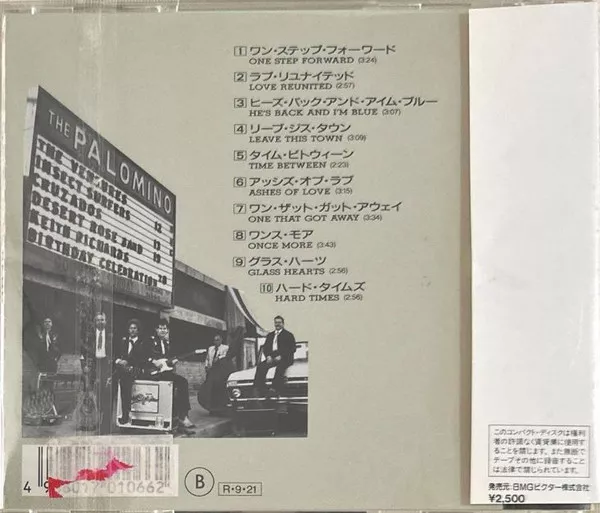 1 ワン・ステップ・フォーワード
ONE STEP FORWARD (3:24)
2 ラブ・リユナイテッド
LOVE REUNITED (2:57)
3 ヒーズ・バック・アンド・アイム・ブルー
HE'S BACK AND I'M BLUE (3:07)
4 リーブ・ジス・タウン
LEAVE THIS TOWN (3:09)
5 タイム・ビトウィーン
TIME BETWEEN (2:23)
6 アッシズ・オブ・ラブ
ASHES OF LOVE (3:15)
7 ワン・ザット・ガット・アウェイ
ONE THAT GOT AWAY (3:34)
8 ワンス・モア
ONCE MORE (3:43)
9 グラス・ハーツ
GLASS HEARTS (2:56)
10 ハード・タイムズ
HARD TIMES (2:56)
THE PALOMINO
THE VENTURES
INSECT SURFERS 12
CRUZADOS 13
DESERT ROSE BAND 18
KEITH RICHARDS 19
BIRTHDAY CELEBRATION 20
B
R・9・21
このコンパクト・ディスクは権利
者の許諾なく賃貸業に使用す
ることを禁じます。また無断で
テープその他に録音することは
法律で禁じられています。
発売元・BMGビクター株式会社
¥2,500